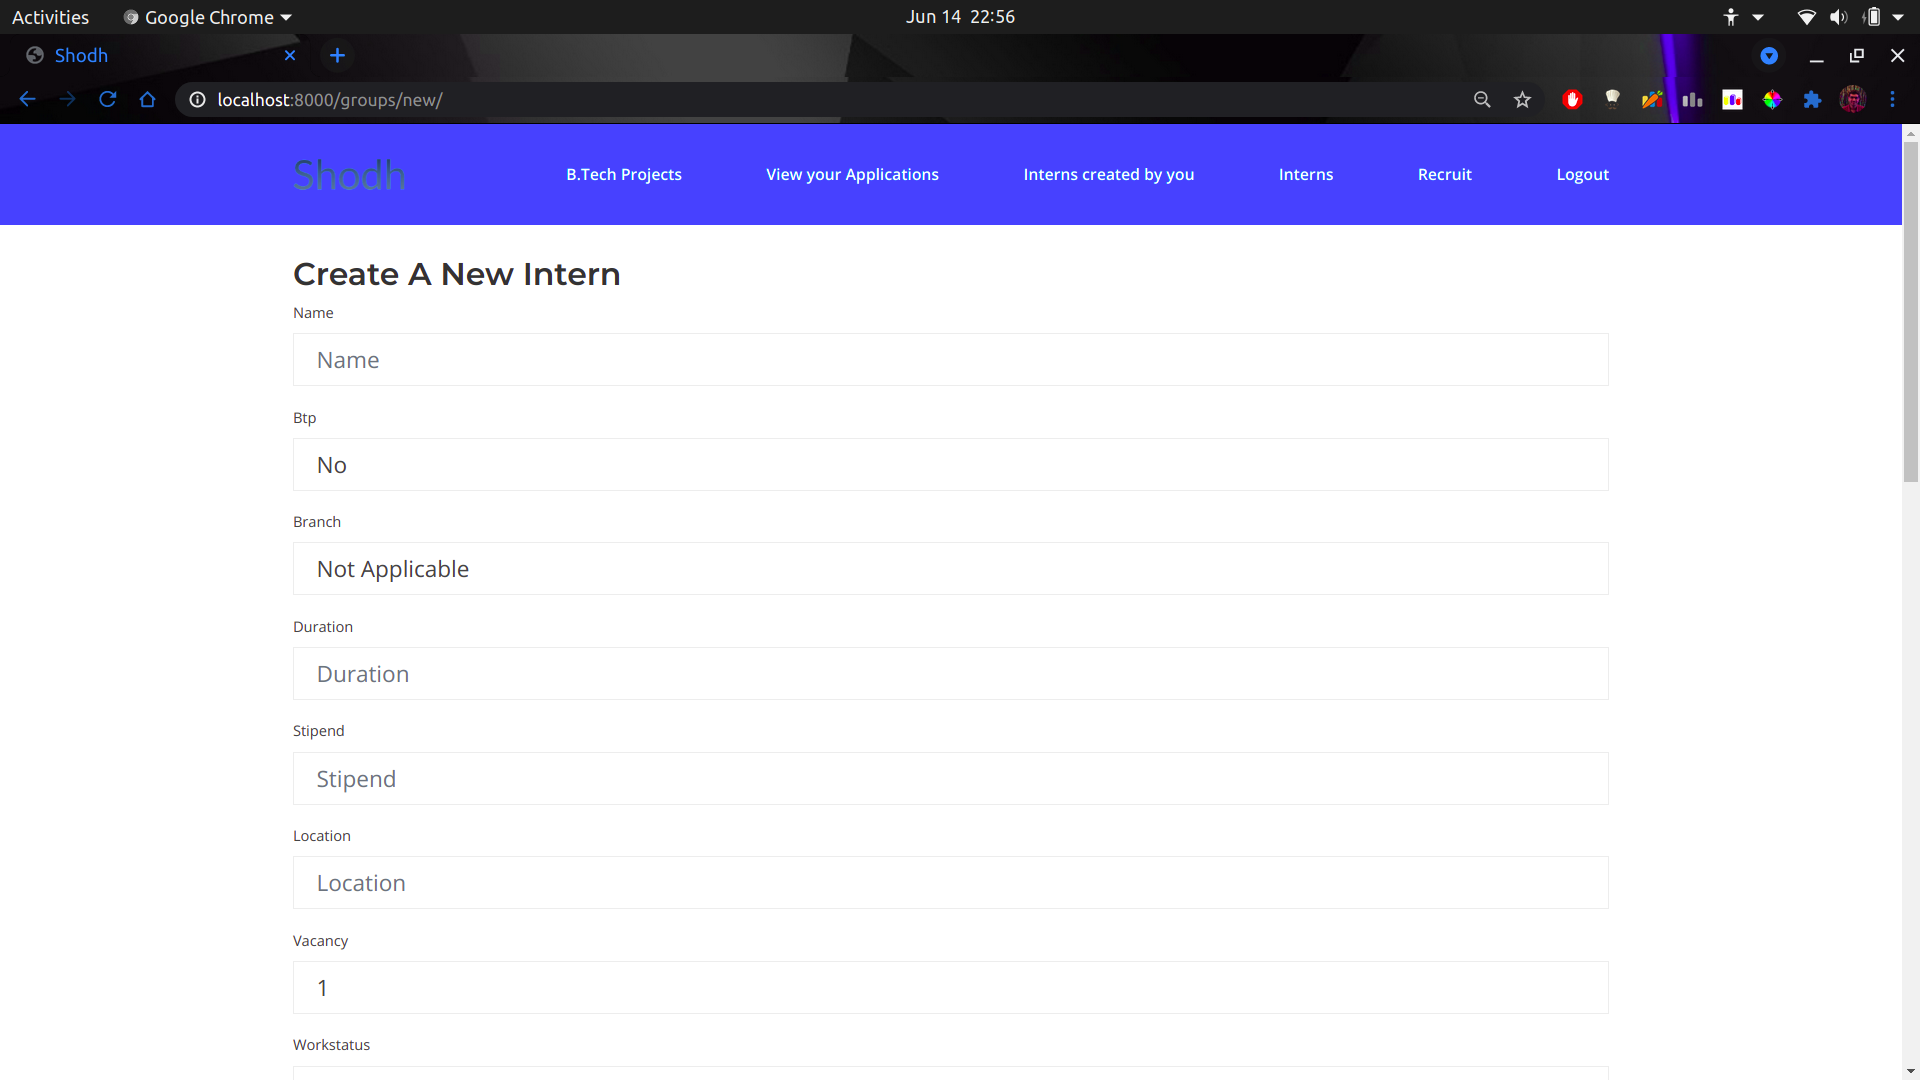 Activities Google Chrome Jun 14 22:56
Shodh
localhost:8000/groups/new/
Shodh B.Tech Projects View your Applications Interns created by you Interns Recruit Logout
Create A New Intern
Name
Name
Btp
No
Branch
Not Applicable
Duration
Duration
Stipend
Stipend
Location
Location
Vacancy
1
Workstatus